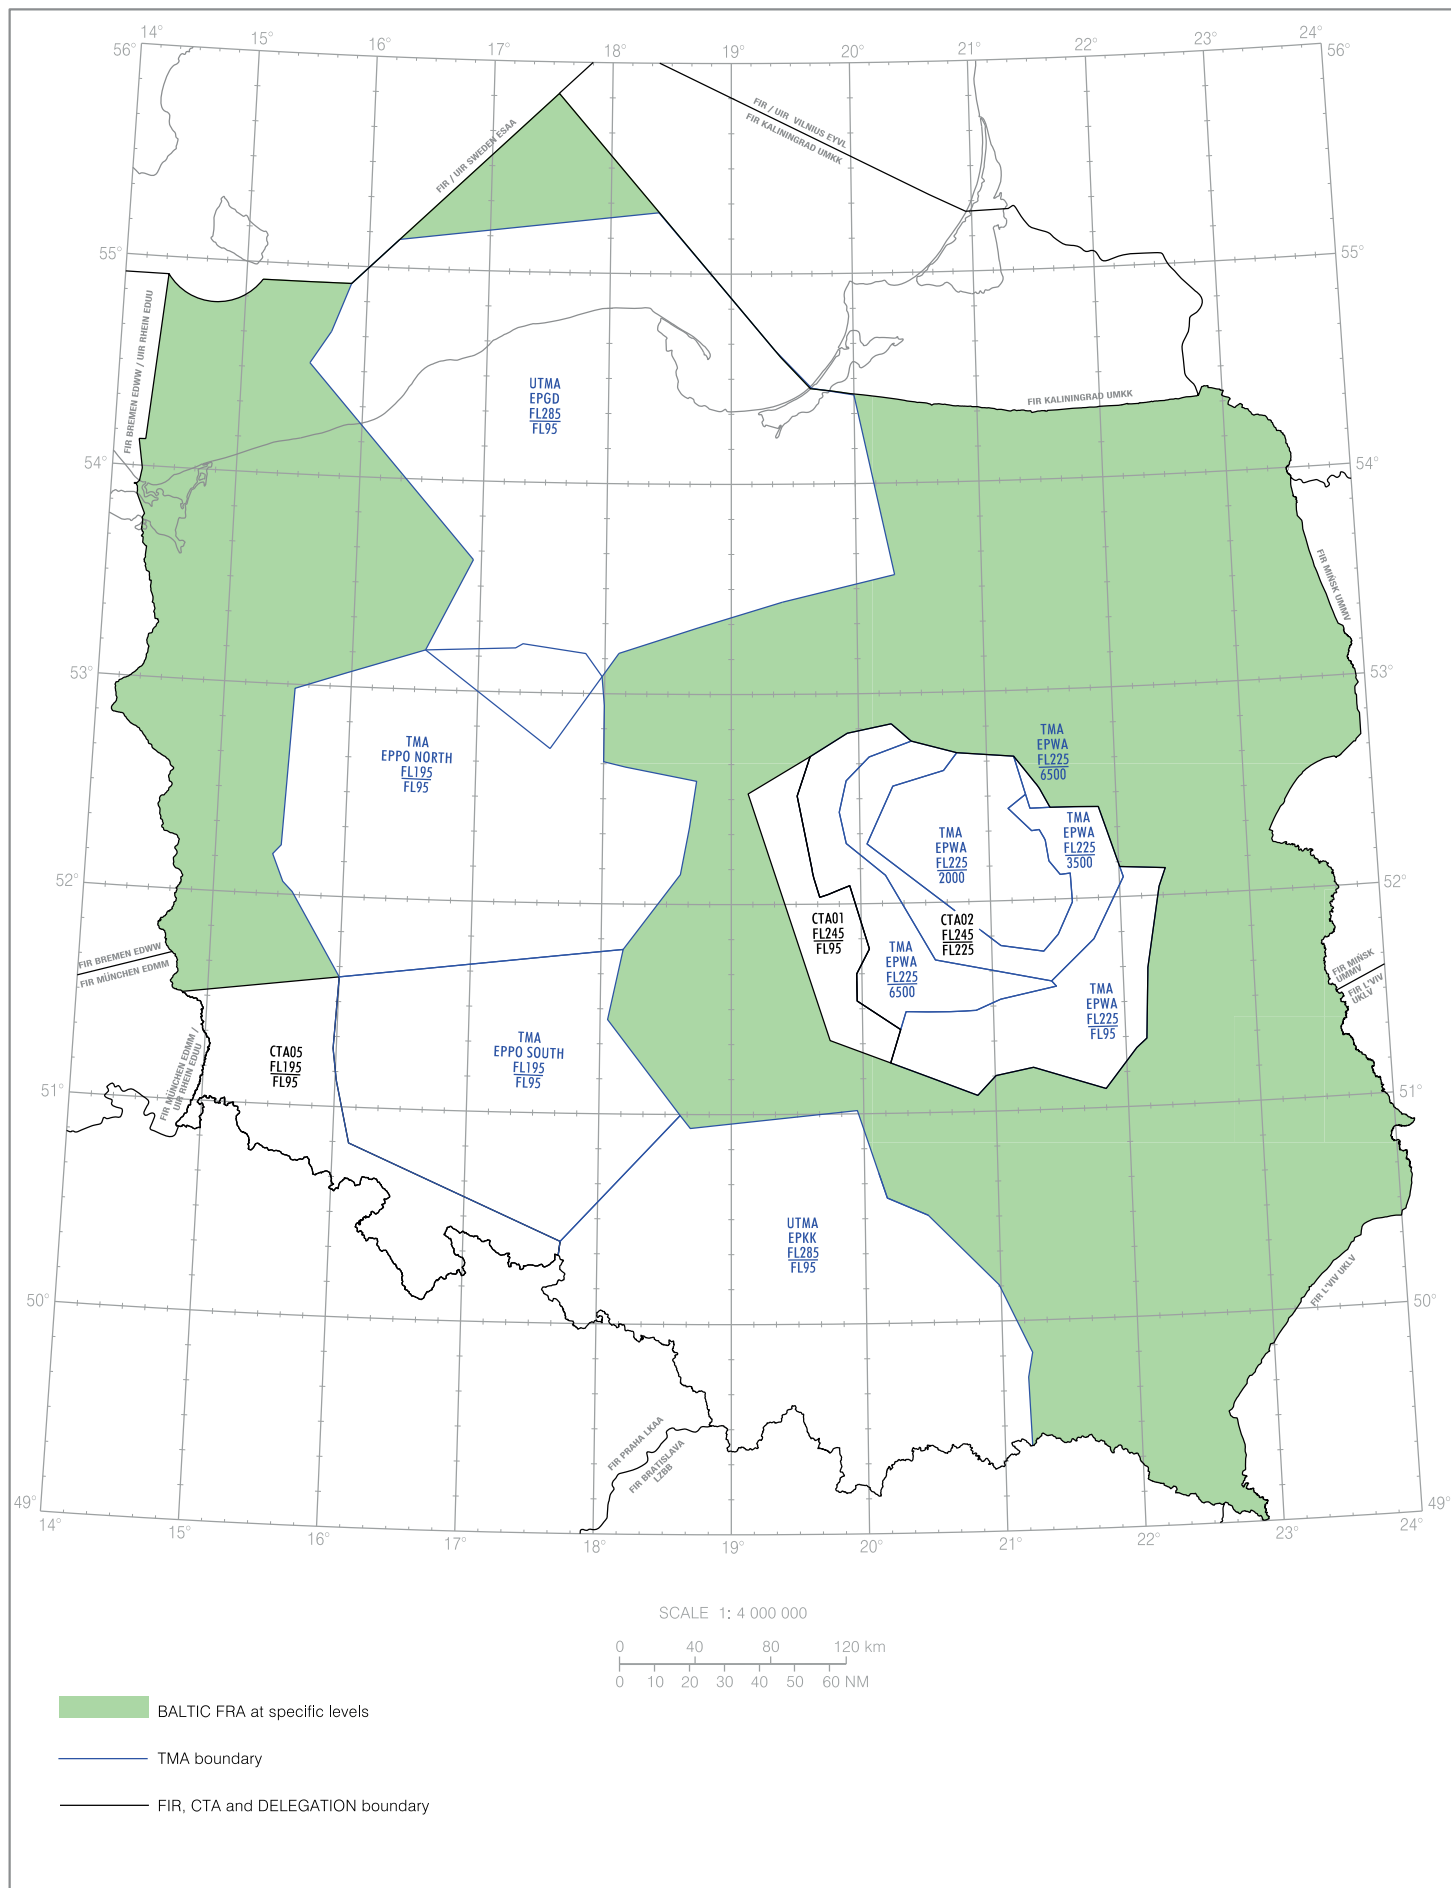 14°
15°
16°
17°
18°
19°
20°
21°
22°
23°
24°
56°
56°
FIR / UIR SWEDEN ESAA
FIR / UIR VILNIUS EYVL
FIR KALININGRAD UMKK
55°
55°
FIR BREMEN EDWW / UIR RHEIN EDUU
UTMA
EPGD
FL285
FL95
FIR KALININGRAD UMKK
54°
54°
FIR MIŃSK UMMV
53°
53°
TMA
EPPO NORTH
FL195
FL95
TMA
EPWA
FL225
6500
TMA
EPWA
FL225
3500
TMA
EPWA
FL225
2000
52°
52°
CTA01
FL245
FL95
CTA02
FL245
FL225
TMA
EPWA
FL225
6500
TMA
EPWA
FL225
FL95
FIR BREMEN EDWW
FIR MÜNCHEN EDMM
FIR MIŃSK
UMMV
FIR L'VIV
UKLV
FIR MÜNCHEN EDMM /
UIR RHEIN EDUU
CTA05
FL195
FL95
TMA
EPPO SOUTH
FL195
FL95
51°
51°
UTMA
EPKK
FL285
FL95
FIR L'VIV UKLV
50°
50°
FIR PRAHA LKAA
FIR BRATISLAVA
LZBB
49°
49°
14°
15°
16°
17°
18°
19°
20°
21°
22°
23°
24°
SCALE 1: 4 000 000
0 40 80 120 km
0 10 20 30 40 50 60 NM
BALTIC FRA at specific levels
TMA boundary
FIR, CTA and DELEGATION boundary